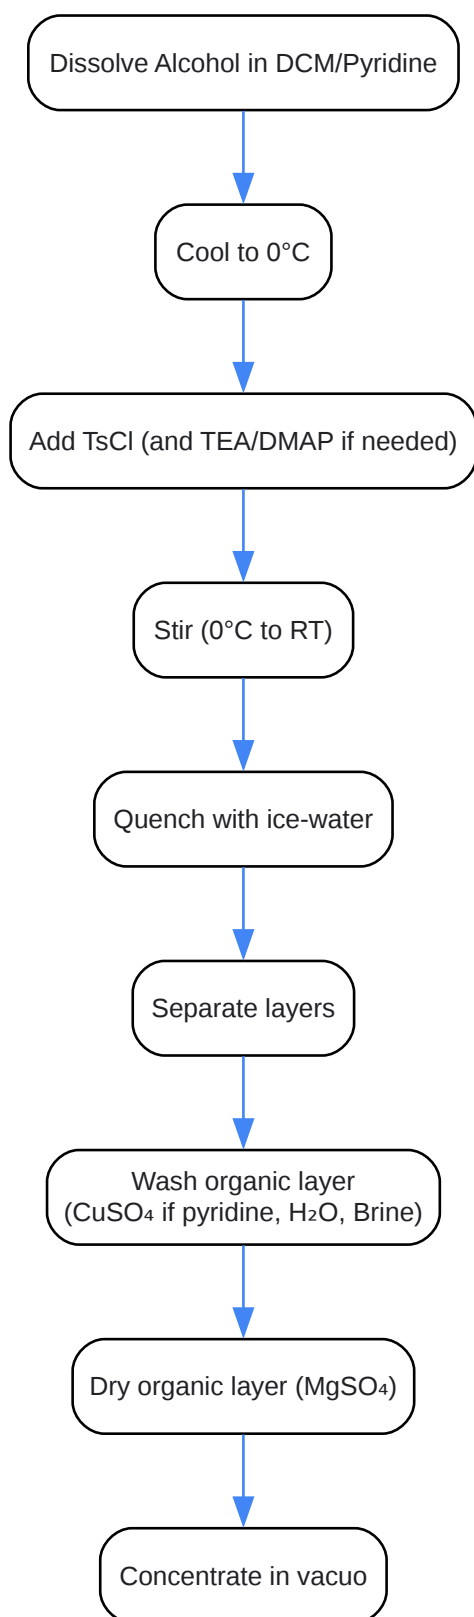 Dissolve Alcohol in DCM/Pyridine
Cool to 0°C
Add TsCl (and TEA/DMAP if needed)
Stir (0°C to RT)
Quench with ice-water
Separate layers
Wash organic layer
(CuSO₄ if pyridine, H₂O, Brine)
Dry organic layer (MgSO₄)
Concentrate in vacuo